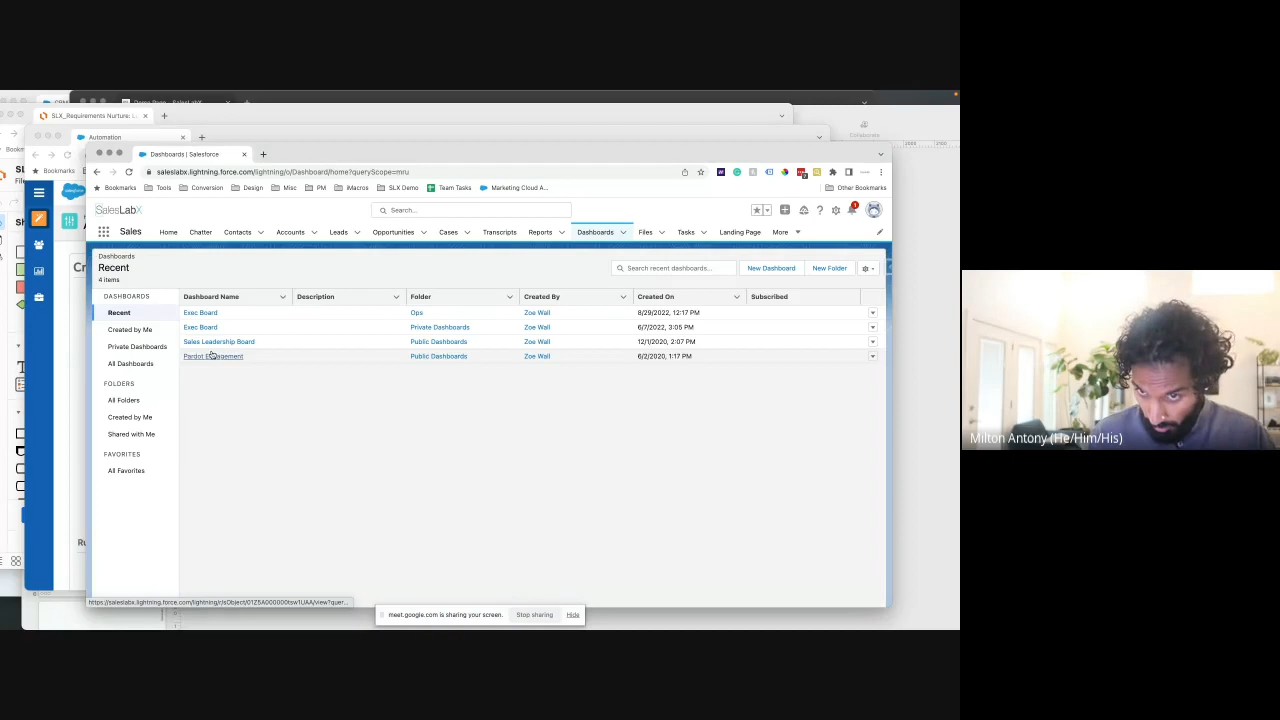 Demo Page - SalesLabX
SLX_Requirements Nurture: L
Automation
Collaborate
Dashboards | Salesforce
saleslabx.lightning.force.com/lightning/o/Dashboard/home?queryScope=mru
Bookmarks
Bookmarks Tools Conversion Design Misc PM iMacros SLX Demo Team Tasks Marketing Cloud A... Other Bookmarks
SalesLabX
Search...
Sales Home Chatter Contacts Accounts Leads Opportunities Cases Transcripts Reports Dashboards Files Tasks Landing Page More
Dashboards
Recent
4 items
Search recent dashboards...
New Dashboard New Folder
DASHBOARDS
Recent
Created by Me
Private Dashboards
All Dashboards
FOLDERS
All Folders
Created by Me
Shared with Me
FAVORITES
All Favorites
Dashboard Name Description Folder Created By Created On Subscribed
Exec Board Ops Zoe Wall 8/29/2022, 12:17 PM
Exec Board Private Dashboards Zoe Wall 6/7/2022, 3:05 PM
Sales Leadership Board Public Dashboards Zoe Wall 12/1/2020, 2:07 PM
Pardot Engagement Public Dashboards Zoe Wall 6/2/2020, 1:17 PM
meet.google.com is sharing your screen. Stop sharing Hide
Milton Antony (He/Him/His)